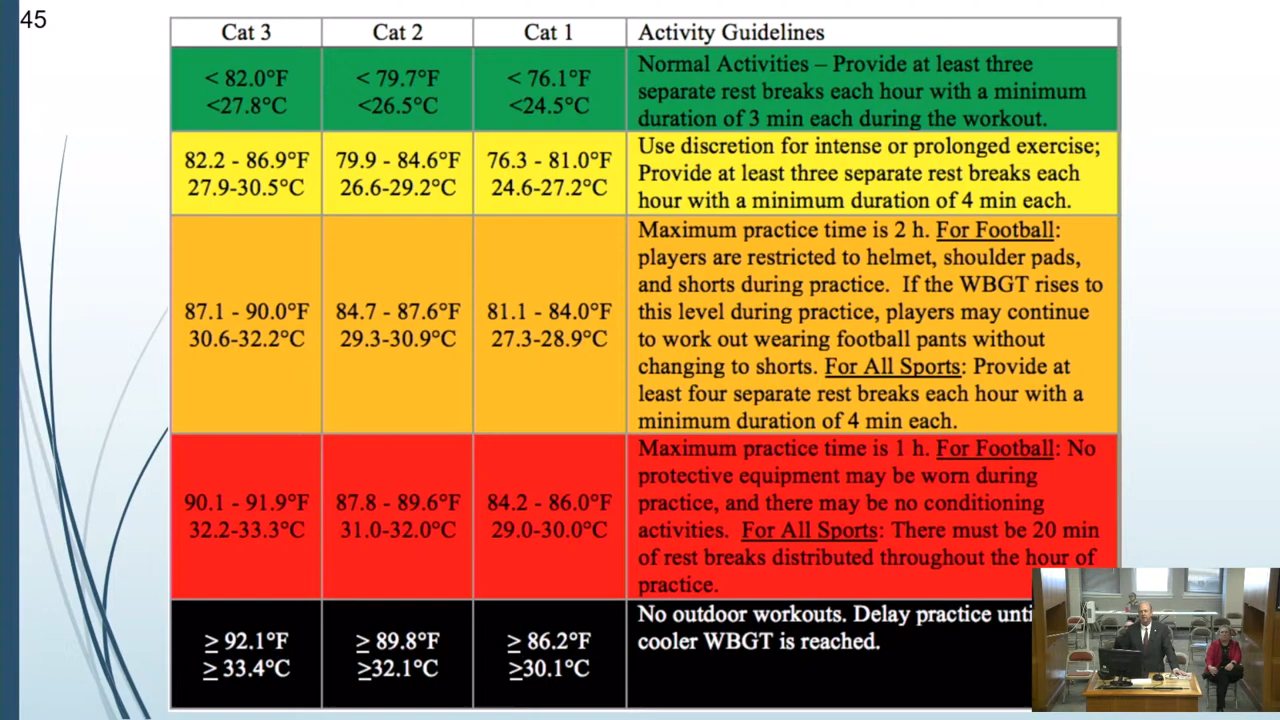 45
Cat 3 Cat 2 Cat 1 Activity Guidelines
< 82.0°F < 79.7°F < 76.1°F
<27.8°C <26.5°C <24.5°C
Normal Activities – Provide at least three
separate rest breaks each hour with a minimum
duration of 3 min each during the workout.
82.2 - 86.9°F 79.9 - 84.6°F 76.3 - 81.0°F
27.9-30.5°C 26.6-29.2°C 24.6-27.2°C
Use discretion for intense or prolonged exercise;
Provide at least three separate rest breaks each
hour with a minimum duration of 4 min each.
87.1 - 90.0°F 84.7 - 87.6°F 81.1 - 84.0°F
30.6-32.2°C 29.3-30.9°C 27.3-28.9°C
Maximum practice time is 2 h. For Football:
players are restricted to helmet, shoulder pads,
and shorts during practice. If the WBGT rises to
this level during practice, players may continue
to work out wearing football pants without
changing to shorts. For All Sports: Provide at
least four separate rest breaks each hour with a
minimum duration of 4 min each.
90.1 - 91.9°F 87.8 - 89.6°F 84.2 - 86.0°F
32.2-33.3°C 31.0-32.0°C 29.0-30.0°C
Maximum practice time is 1 h. For Football: No
protective equipment may be worn during
practice, and there may be no conditioning
activities. For All Sports: There must be 20 min
of rest breaks distributed throughout the hour of
practice.
≥ 92.1°F ≥ 89.8°F ≥ 86.2°F
≥ 33.4°C ≥32.1°C ≥30.1°C
No outdoor workouts. Delay practice unti
cooler WBGT is reached.